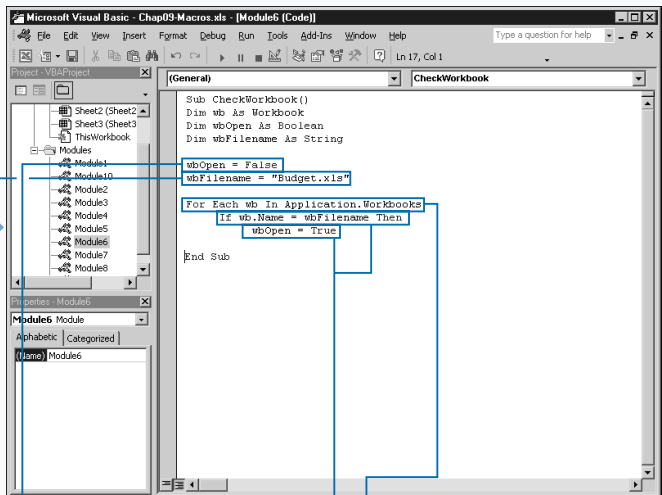 Microsoft Visual Basic - Chap09-Macros.xls - [Module6 (Code)]
File Edit View Insert Format Debug Run Tools Add-Ins Window Help
Type a question for help
Ln 17, Col 1
Project - VBAProject
Sheet2 (Sheet2
Sheet3 (Sheet3
ThisWorkbook
Modules
Module1
Module10
Module2
Module3
Module4
Module5
Module6
Module7
Module8
Properties - Module6
Module6 Module
Alphabetic Categorized
(Name) Module6
(General)
CheckWorkbook
Sub CheckWorkbook()
Dim wb As Workbook
Dim wbOpen As Boolean
Dim wbFilename As String
wbOpen = False
wbFilename = "Budget.xls"
For Each wb In Application.Workbooks
If wb.Name = wbFilename Then
wbOpen = True
End Sub